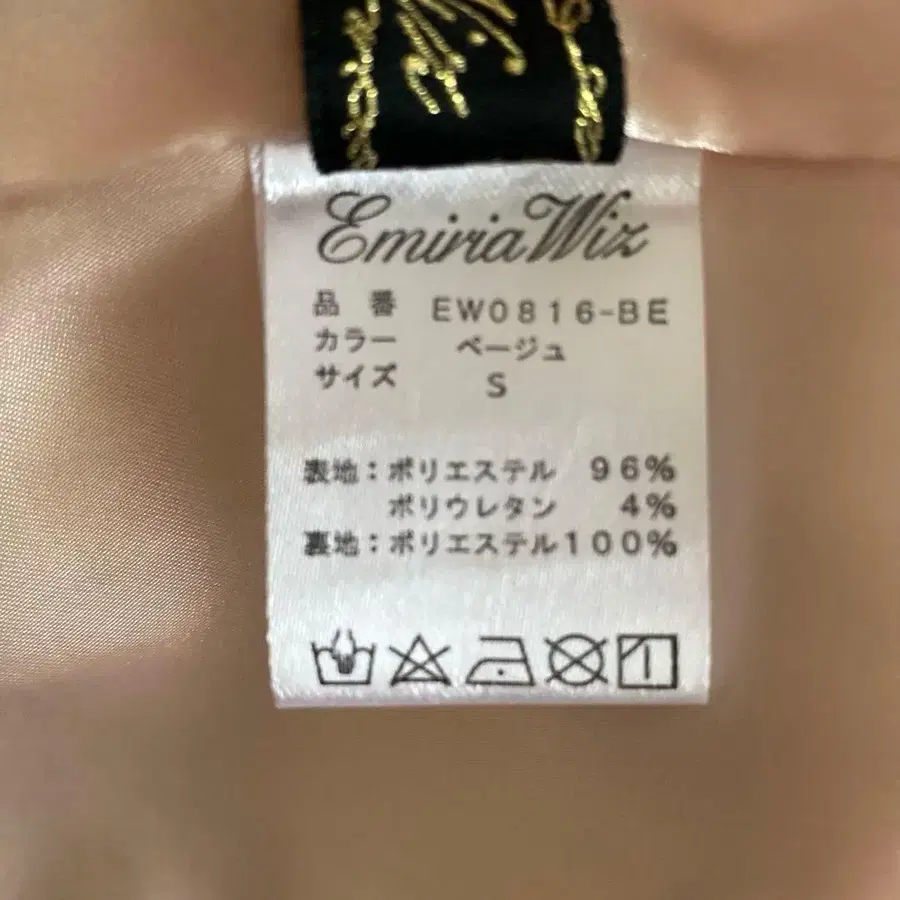 EmiriaWiz
品番 EW0816-BE
カラー ベージュ
サイズ S
表地：ポリエステル 96%
ポリウレタン 4%
裏地：ポリエステル100%